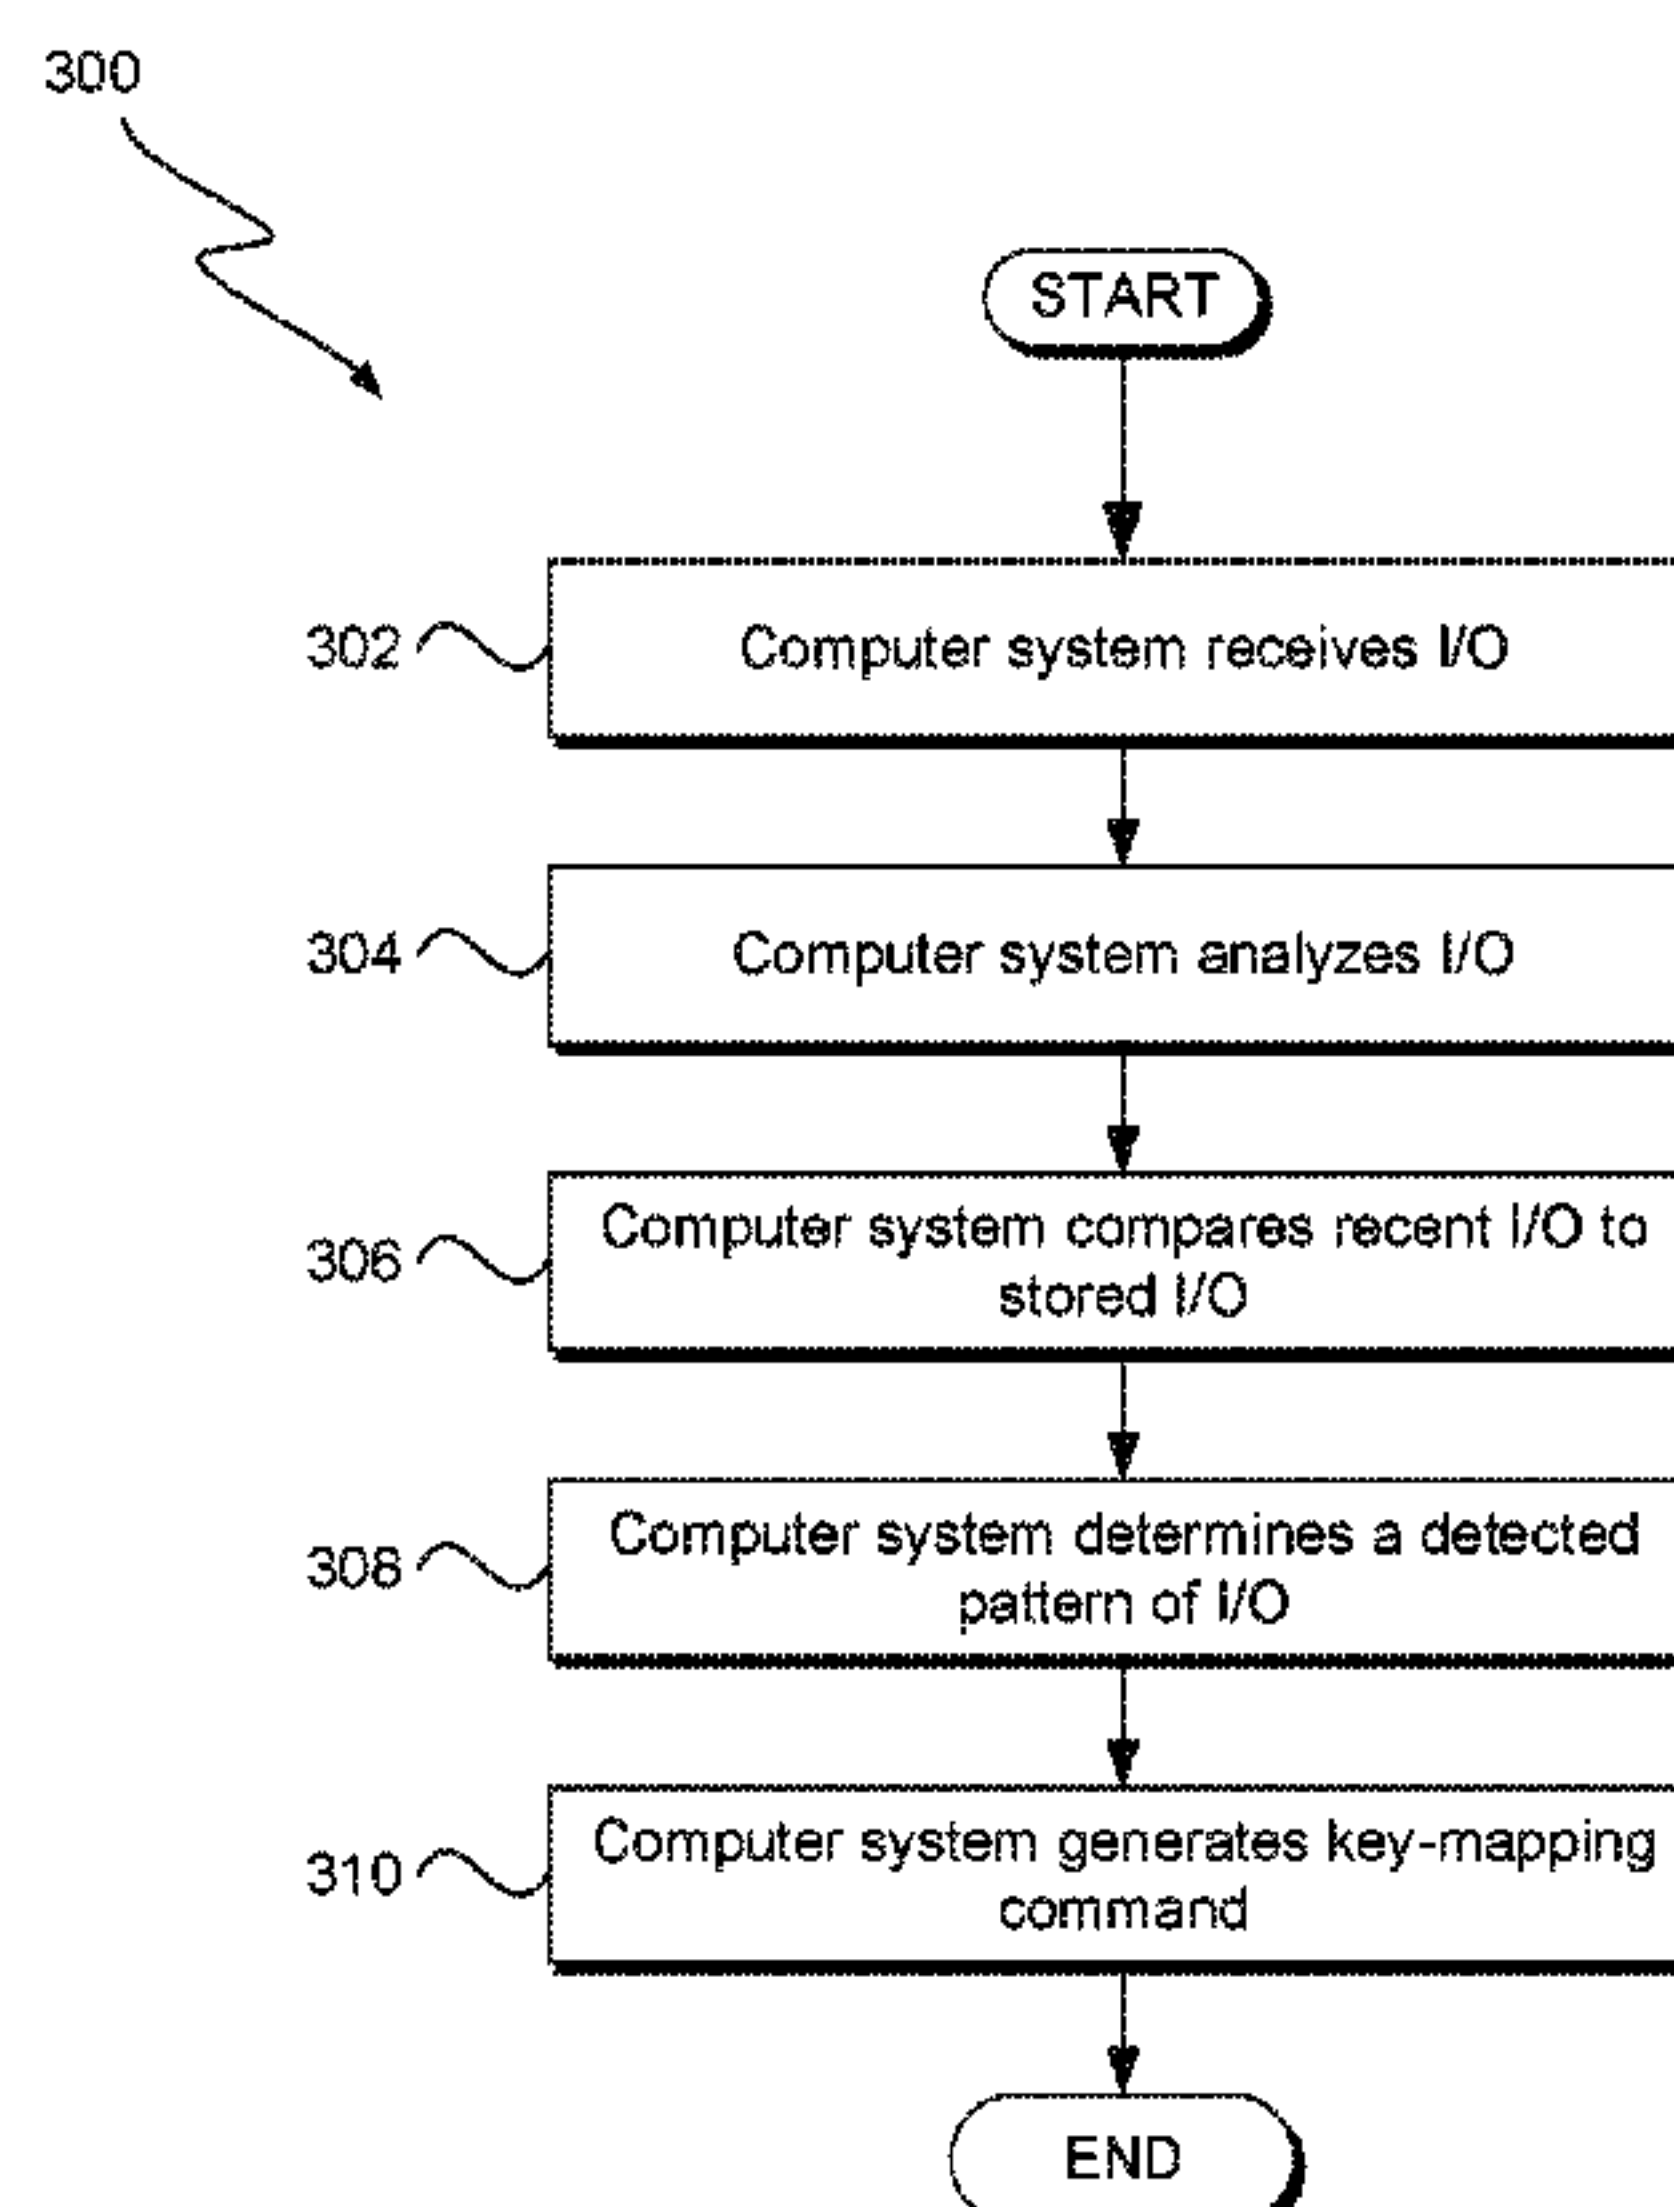 300
START
302
Computer system receives I/O
304
Computer system analyzes I/O
306
Computer system compares recent I/O to
stored I/O
308
Computer system determines a detected
pattern of I/O
310
Computer system generates key-mapping
command
END